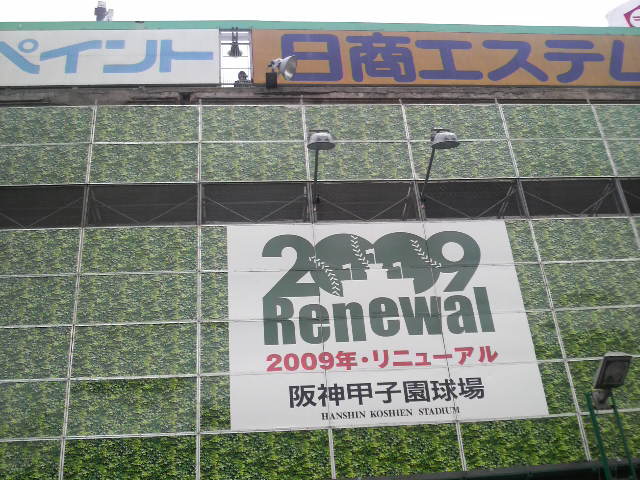 ペイント
日商エステム
2009
Renewal
2009年・リニューアル
阪神甲子園球場
HANSHIN KOSHIEN STADIUM